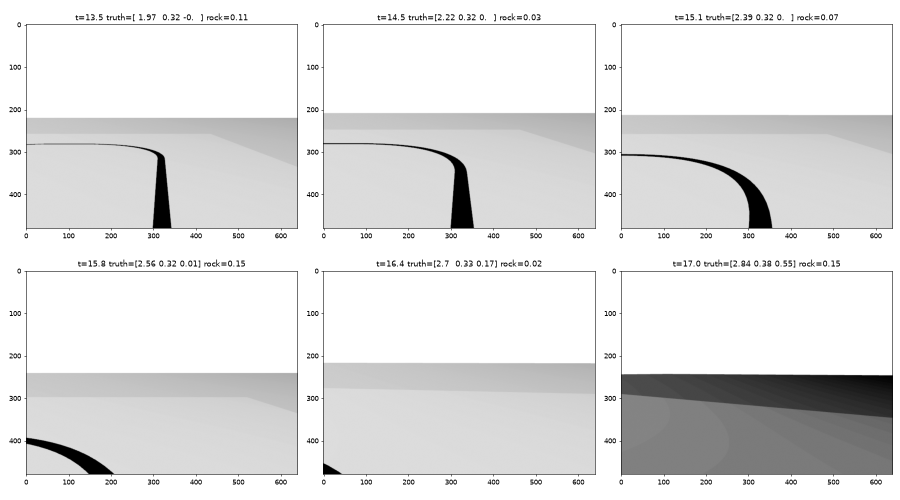 t=13.5 truth=[ 1.97 0.32 -0. ] rock=0.11
0
100
200
300
400
0 100 200 300 400 500 600
t=14.5 truth=[2.22 0.32 0. ] rock=0.03
0
100
200
300
400
0 100 200 300 400 500 600
t=15.1 truth=[2.39 0.32 0. ] rock=0.07
0
100
200
300
400
0 100 200 300 400 500 600
t=15.8 truth=[2.56 0.32 0.01] rock=0.15
0
100
200
300
400
0 100 200 300 400 500 600
t=16.4 truth=[2.7 0.33 0.17] rock=0.02
0
100
200
300
400
0 100 200 300 400 500 600
t=17.0 truth=[2.84 0.38 0.55] rock=0.15
0
100
200
300
400
0 100 200 300 400 500 600